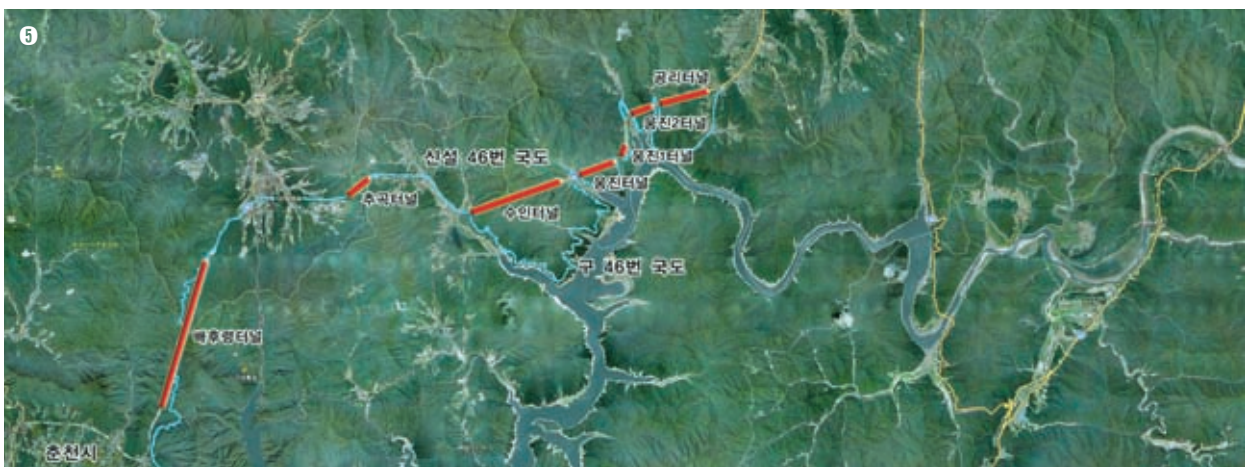 5
공리터널
웅진2터널
웅진1터널
신설 46번 국도
웅진터널
추곡터널
수인터널
구 46번 국도
배후령터널
춘천시